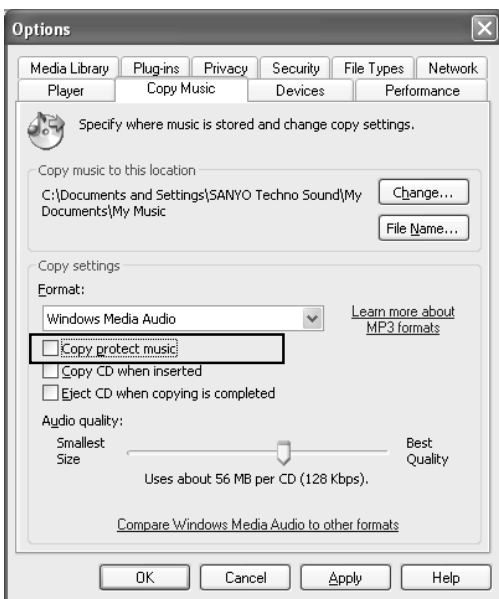 Options
Media Library Plug-ins Privacy Security File Types Network
Player Copy Music Devices Performance
Specify where music is stored and change copy settings.
Copy music to this location
C:\Documents and Settings\SANYO Techno Sound\My
Documents\My Music
Change...
File Name...
Copy settings
Format:
Windows Media Audio
Learn more about
MP3 formats
Copy protect music
Copy CD when inserted
Eject CD when copying is completed
Audio quality:
Smallest
Size
Best
Quality
Uses about 56 MB per CD (128 Kbps).
Compare Windows Media Audio to other formats
OK Cancel Apply Help